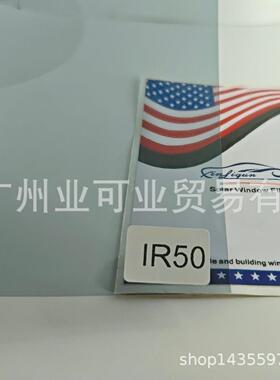 Solar Window Fil
广州业可业贸易有
IR50
le and building win
shop1435597